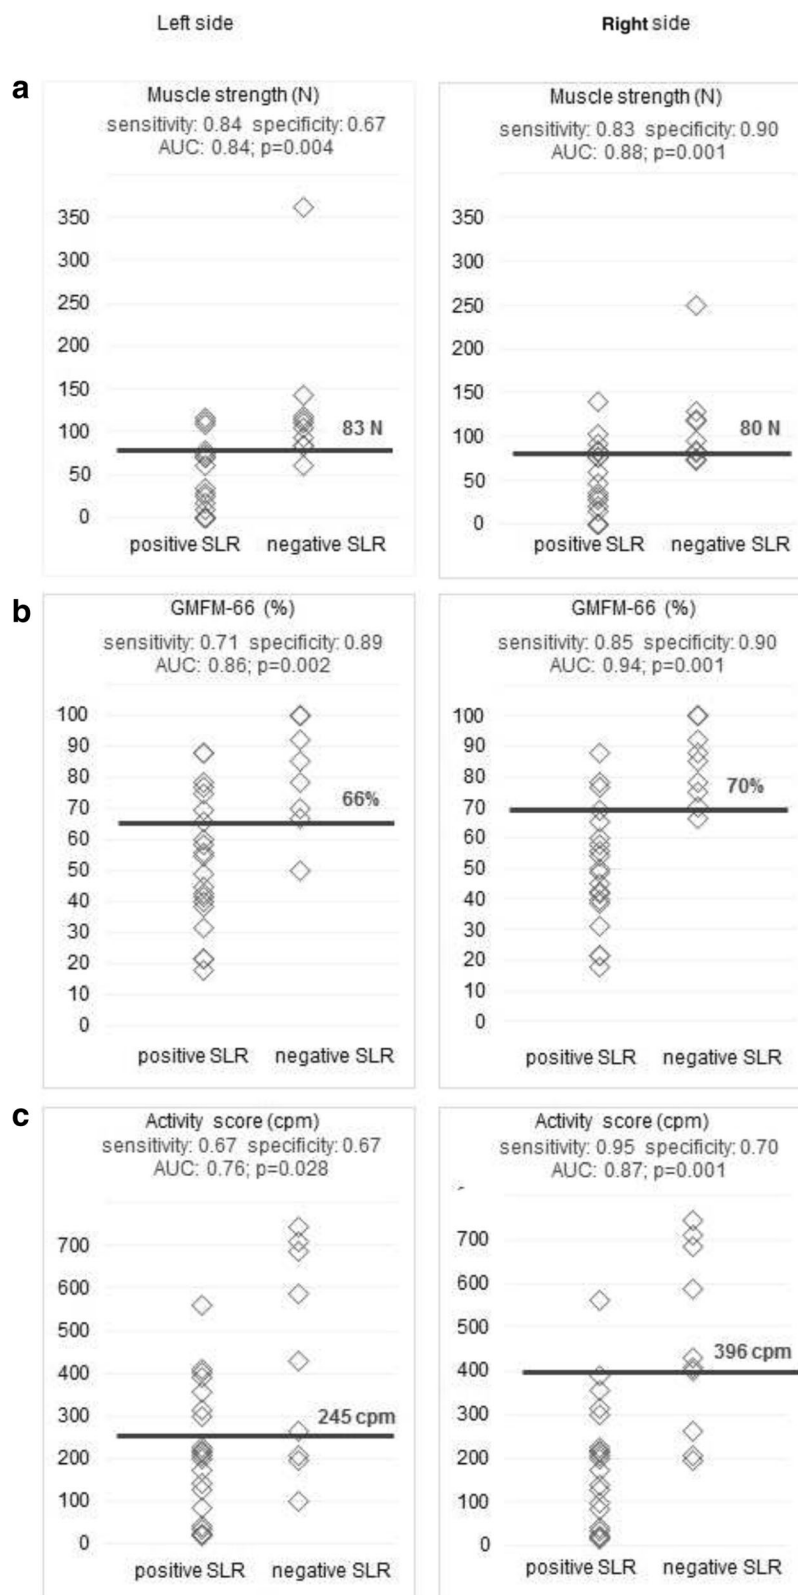 Left side
Right side
a
Muscle strength (N)
sensitivity: 0.84 specificity: 0.67
AUC: 0.84; p=0.004
350
300
250
200
150
100
50
0
83 N
positive SLR negative SLR
Muscle strength (N)
sensitivity: 0.83 specificity: 0.90
AUC: 0.88; p=0.001
350
300
250
200
150
100
50
0
80 N
positive SLR negative SLR
b
GMFM-66 (%)
sensitivity: 0.71 specificity: 0.89
AUC: 0.86; p=0.002
100
90
80
70
60
50
40
30
20
10
0
66%
positive SLR negative SLR
GMFM-66 (%)
sensitivity: 0.85 specificity: 0.90
AUC: 0.94; p=0.001
100
90
80
70
60
50
40
30
20
10
0
70%
positive SLR negative SLR
c
Activity score (cpm)
sensitivity: 0.67 specificity: 0.67
AUC: 0.76; p=0.028
700
600
500
400
300
200
100
0
245 cpm
positive SLR negative SLR
Activity score (cpm)
sensitivity: 0.95 specificity: 0.70
AUC: 0.87; p=0.001
700
600
500
400
300
200
100
0
396 cpm
positive SLR negative SLR